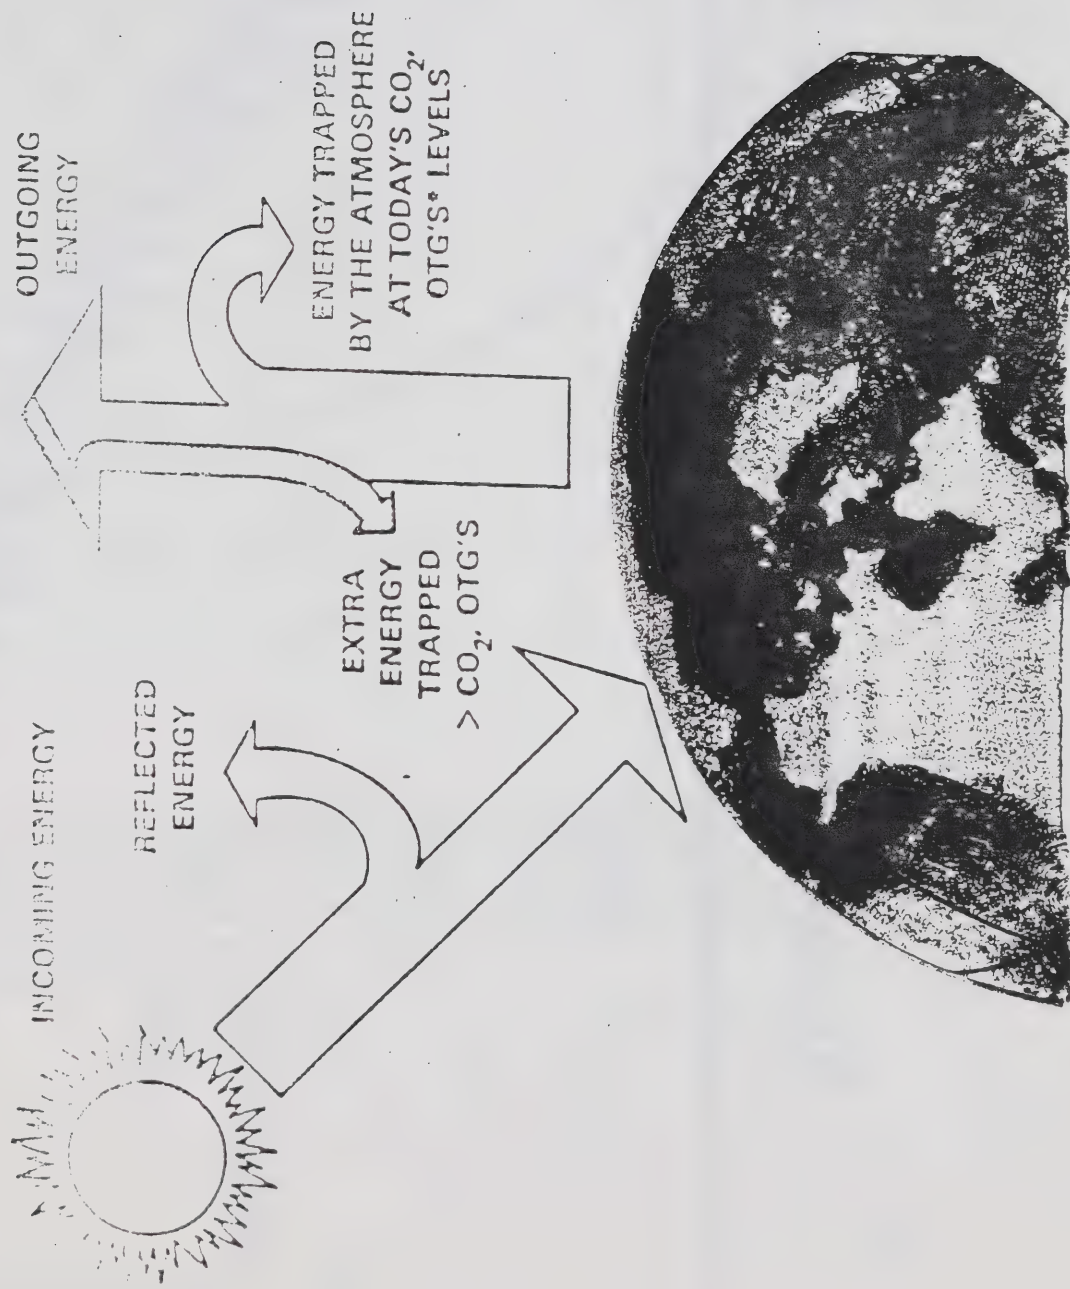 INCOMING ENERGY
REFLECTED
ENERGY
EXTRA
ENERGY
TRAPPED
> CO₂, OTG'S
OUTGOING
ENERGY
ENERGY TRAPPED
BY THE ATMOSPHERE
AT TODAY'S CO₂,
OTG'S* LEVELS